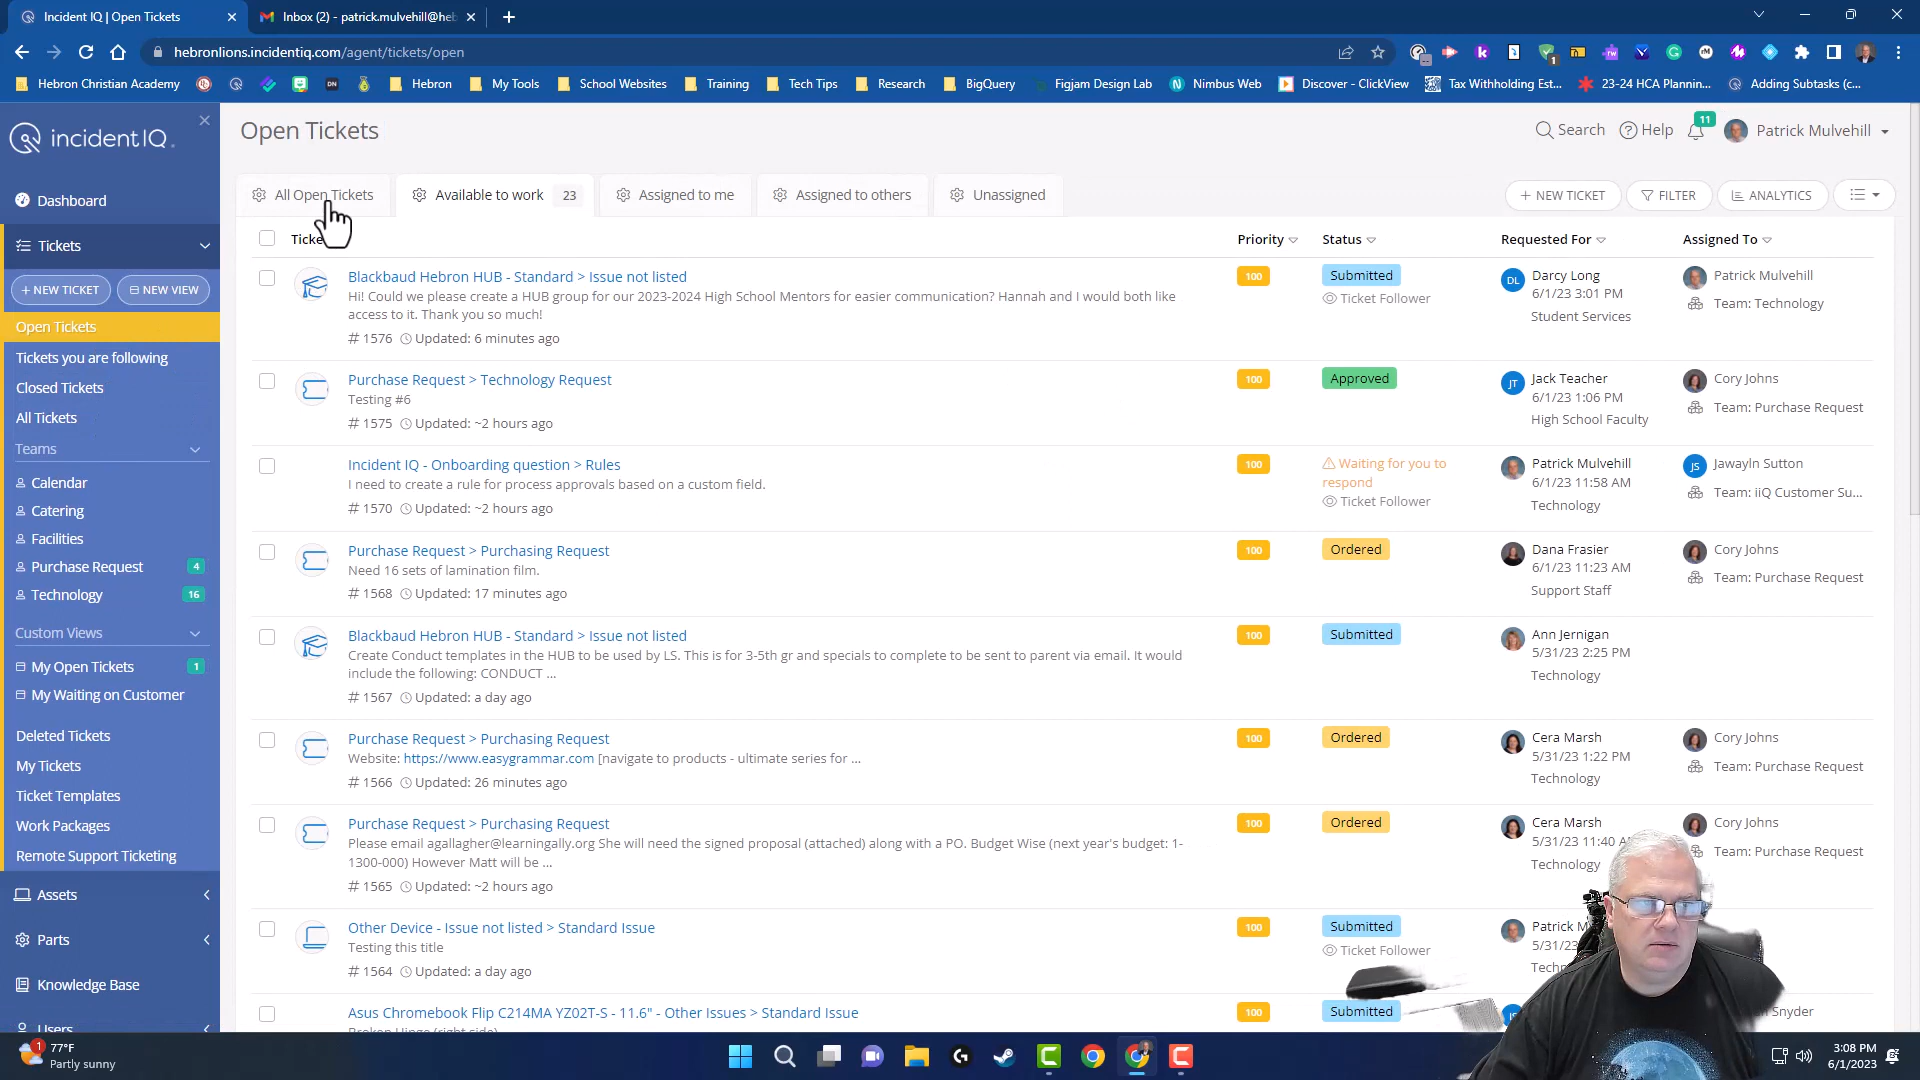 Incident IQ | Open Tickets
Inbox (2) - patrick.mulvehill@heb
hebronlions.incidentiq.com/agent/tickets/open
Hebron Christian Academy
Hebron
My Tools
School Websites
Training
Tech Tips
Research
BigQuery
Figjam Design Lab
Nimbus Web
Discover - ClickView
Tax Withholding Est...
23-24 HCA Plannin...
Adding Subtasks (c...
incidentIQ.
Open Tickets
Search
Help
11
Patrick Mulvehill
Dashboard
All Open Tickets
Available to work 23
Assigned to me
Assigned to others
Unassigned
+ NEW TICKET
FILTER
ANALYTICS
Tickets
+ NEW TICKET
NEW VIEW
Open Tickets
Tickets you are following
Closed Tickets
All Tickets
Teams
Calendar
Catering
Facilities
Purchase Request 4
Technology 16
Custom Views
My Open Tickets 1
My Waiting on Customer
Deleted Tickets
My Tickets
Ticket Templates
Work Packages
Remote Support Ticketing
Assets
Parts
Knowledge Base
Users
Priority
Status
Requested For
Assigned To
Blackbaud Hebron HUB - Standard > Issue not listed
Hi! Could we please create a HUB group for our 2023-2024 High School Mentors for easier communication? Hannah and I would both like
access to it. Thank you so much!
# 1576 Updated: 6 minutes ago
100
Submitted
Ticket Follower
DL
Darcy Long
6/1/23 3:01 PM
Student Services
Patrick Mulvehill
Team: Technology
Purchase Request > Technology Request
Testing #6
# 1575 Updated: ~2 hours ago
100
Approved
JT
Jack Teacher
6/1/23 1:06 PM
High School Faculty
Cory Johns
Team: Purchase Request
Incident IQ - Onboarding question > Rules
I need to create a rule for process approvals based on a custom field.
# 1570 Updated: ~2 hours ago
100
Waiting for you to
respond
Ticket Follower
Patrick Mulvehill
6/1/23 11:58 AM
Technology
JS
Jawayln Sutton
Team: iiQ Customer Su...
Purchase Request > Purchasing Request
Need 16 sets of lamination film.
# 1568 Updated: 17 minutes ago
100
Ordered
Dana Frasier
6/1/23 11:23 AM
Support Staff
Cory Johns
Team: Purchase Request
Blackbaud Hebron HUB - Standard > Issue not listed
Create Conduct templates in the HUB to be used by LS. This is for 3-5th gr and specials to complete to be sent to parent via email. It would
include the following: CONDUCT ...
# 1567 Updated: a day ago
100
Submitted
Ann Jernigan
5/31/23 2:25 PM
Technology
Purchase Request > Purchasing Request
Website: https://www.easygrammar.com [navigate to products - ultimate series for ...
# 1566 Updated: 26 minutes ago
100
Ordered
Cera Marsh
5/31/23 1:22 PM
Technology
Cory Johns
Team: Purchase Request
Purchase Request > Purchasing Request
Please email agallagher@learningally.org She will need the signed proposal (attached) along with a PO. Budget Wise (next year's budget: 1-
1300-000) However Matt will be ...
# 1565 Updated: ~2 hours ago
100
Ordered
Cera Marsh
5/31/23 11:40
Technology
Cory Johns
Team: Purchase Request
Other Device - Issue not listed > Standard Issue
Testing this title
# 1564 Updated: a day ago
100
Submitted
Ticket Follower
Patrick
5/31/23
Asus Chromebook Flip C214MA YZ02T-S - 11.6" - Other Issues > Standard Issue
Broken Hinge (right side)
100
Submitted
Snyder
1
77°F
Partly sunny
3:08 PM
6/1/2023